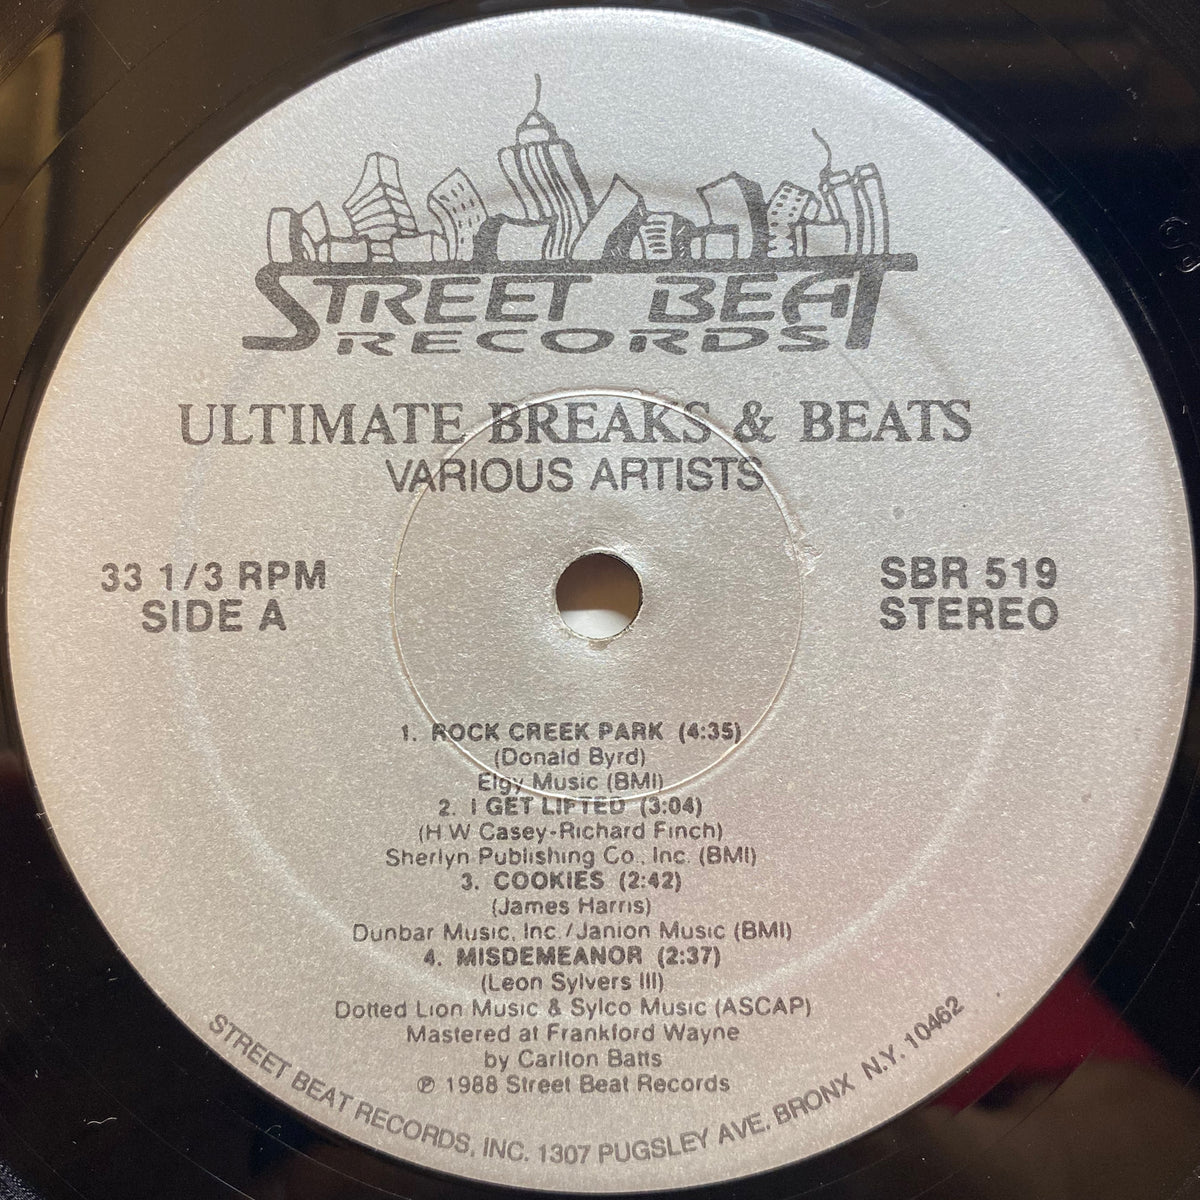 STREET BEAT
RECORDS
ULTIMATE BREAKS & BEATS
VARIOUS ARTISTS
33 1/3 RPM
SIDE A
SBR 519
STEREO
1. ROCK CREEK PARK (4:35)
(Donald Byrd)
Elgy Music (BMI)
2. I GET LIFTED (3:04)
(H.W Casey-Richard Finch)
Sherlyn Publishing Co., Inc. (BMI)
3. COOKIES (2:42)
(James Harris)
Dunbar Music, Inc./Janion Music (BMI)
4. MISDEMEANOR (2:37)
(Leon Sylvers III)
Dotted Lion Music & Sylco Music (ASCAP)
Mastered at Frankford Wayne
by Carlton Batts
℗ 1988 Street Beat Records
STREET BEAT RECORDS, INC. 1307 PUGSLEY AVE. BRONX N.Y. 10462